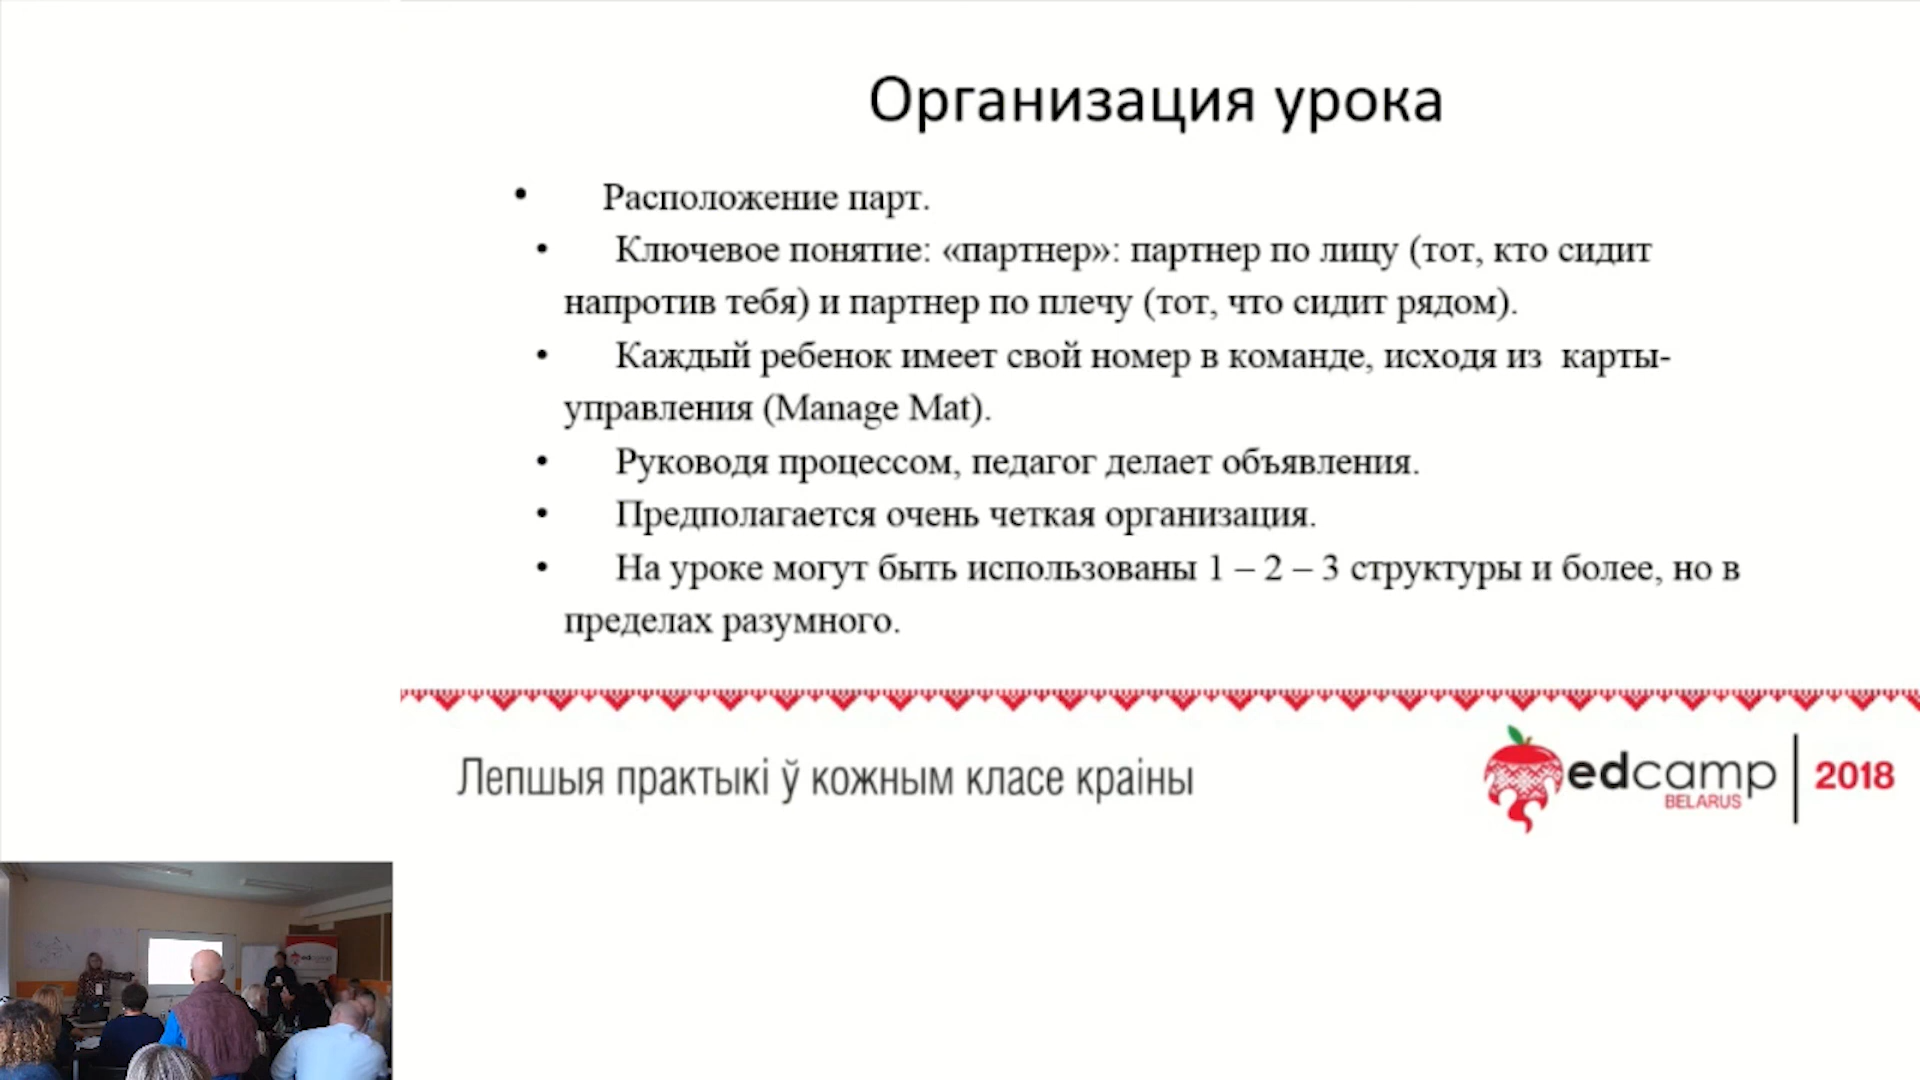 Организация урока
• Расположение парт.
• Ключевое понятие: «партнер»: партнер по лицу (тот, кто сидит
напротив тебя) и партнер по плечу (тот, что сидит рядом).
• Каждый ребенок имеет свой номер в команде, исходя из карты-
управления (Manage Mat).
• Руководя процессом, педагог делает объявления.
• Предполагается очень четкая организация.
• На уроке могут быть использованы 1 – 2 – 3 структуры и более, но в
пределах разумного.
Лепшыя практыкі ў кожным класе краіны
edcamp
BELARUS
2018